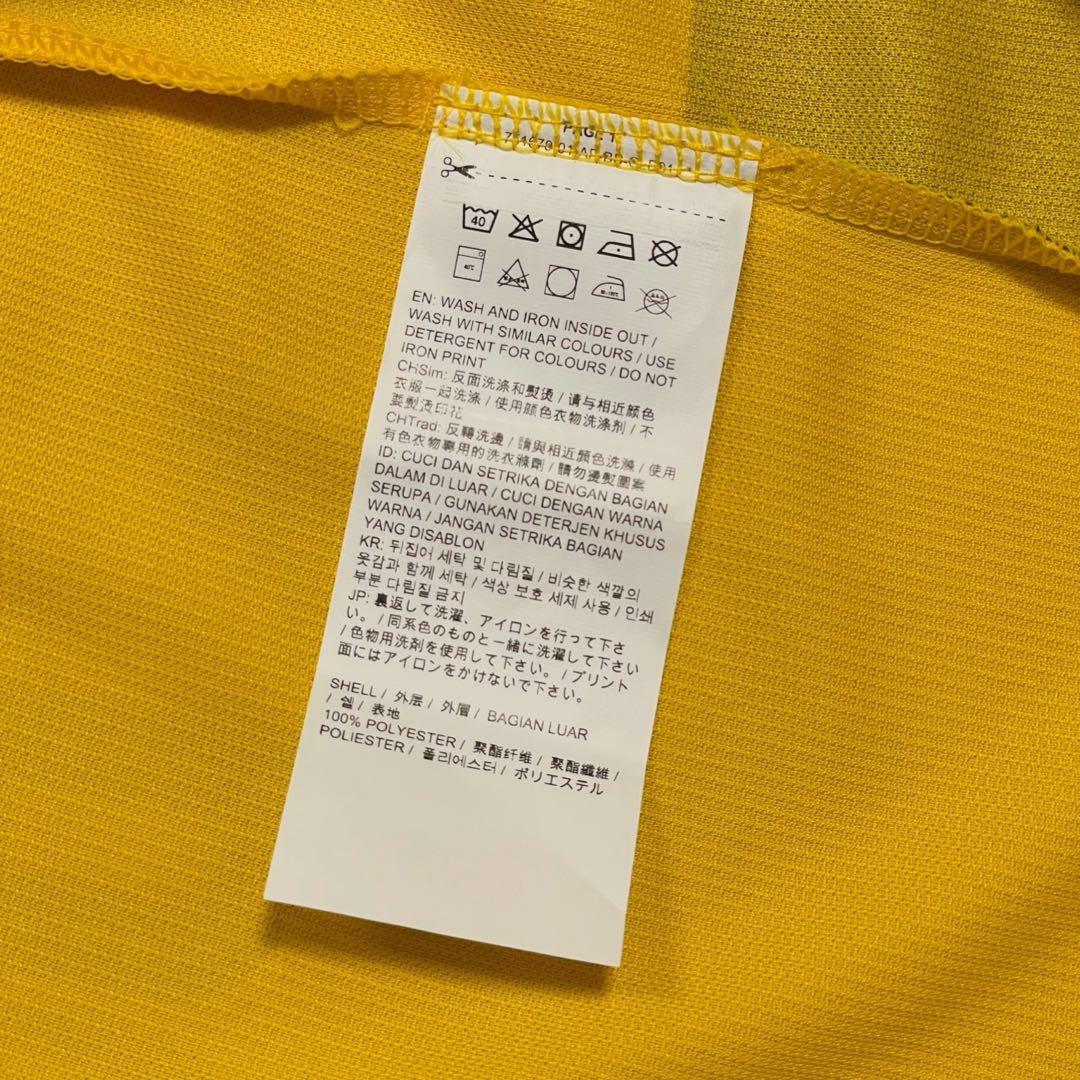 PAGE 1
40
40℃
EN: WASH AND IRON INSIDE OUT /
WASH WITH SIMILAR COLOURS / USE
DETERGENT FOR COLOURS / DO NOT
IRON PRINT
CHSim: 反面洗涤和熨烫 / 请与相近颜色
衣服一起洗涤 / 使用颜色衣物洗涤剂 / 不
要熨烫印花
CHTrad: 反轉洗燙 / 請與相近顏色洗滌 / 使用
有色衣物專用的洗衣滌劑 / 請勿燙熨圖案
ID: CUCI DAN SETRIKA DENGAN BAGIAN
DALAM DI LUAR / CUCI DENGAN WARNA
SERUPA / GUNAKAN DETERJEN KHUSUS
WARNA / JANGAN SETRIKA BAGIAN
YANG DISABLON
KR: 뒤집어 세탁 및 다림질 / 비슷한 색깔의
옷감과 함께 세탁 / 색상 보호 세제 사용 / 인쇄
부분 다림질 금지
JP: 裏返して洗濯、アイロンを行って下さ
い。 / 同系色のものと一緒に洗濯して下さい
/ 色物用洗剤を使用して下さい。 / プリント
面にはアイロンをかけないで下さい。
SHELL / 外层 / 外層 / BAGIAN LUAR
/ 쉘 / 表地
100% POLYESTER / 聚酯纤维 / 聚酯纖維 /
POLIESTER / 폴리에스터 / ポリエステル